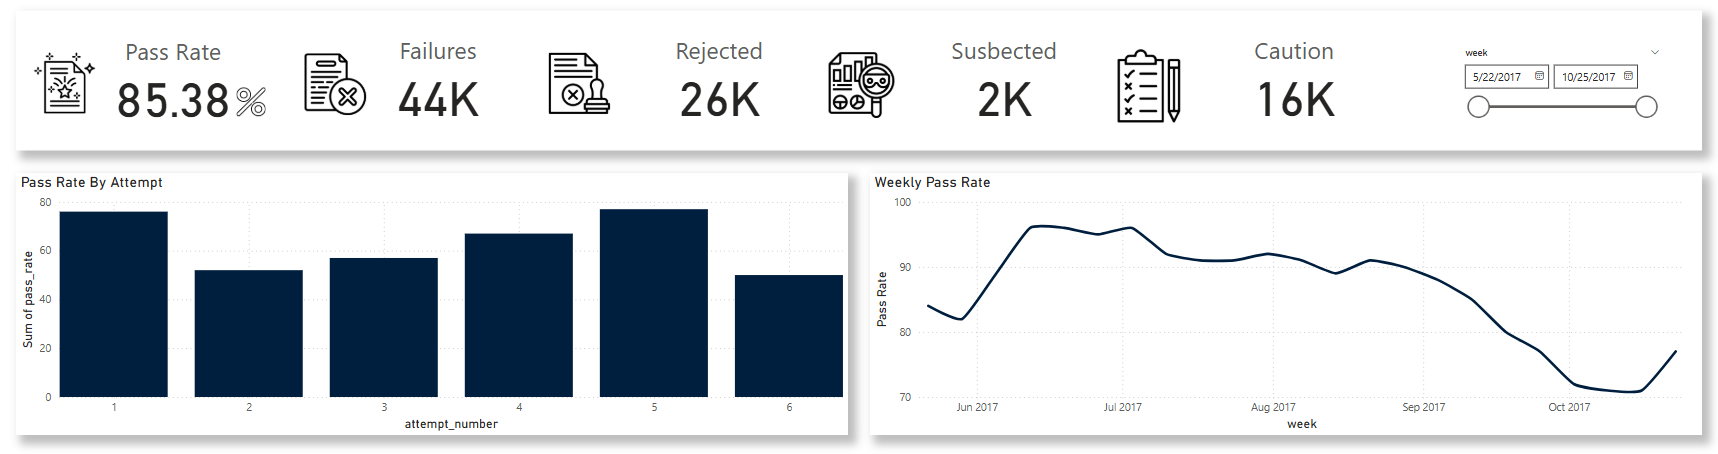 Pass Rate
85.38%
Failures
44K
Rejected
26K
Susbected
2K
Caution
16K
week
5/22/2017
10/25/2017
Pass Rate By Attempt
Sum of pass_rate
80
60
40
20
0
1
2
3
4
5
6
attempt_number
Weekly Pass Rate
Pass Rate
100
90
80
70
Jun 2017
Jul 2017
Aug 2017
Sep 2017
Oct 2017
week